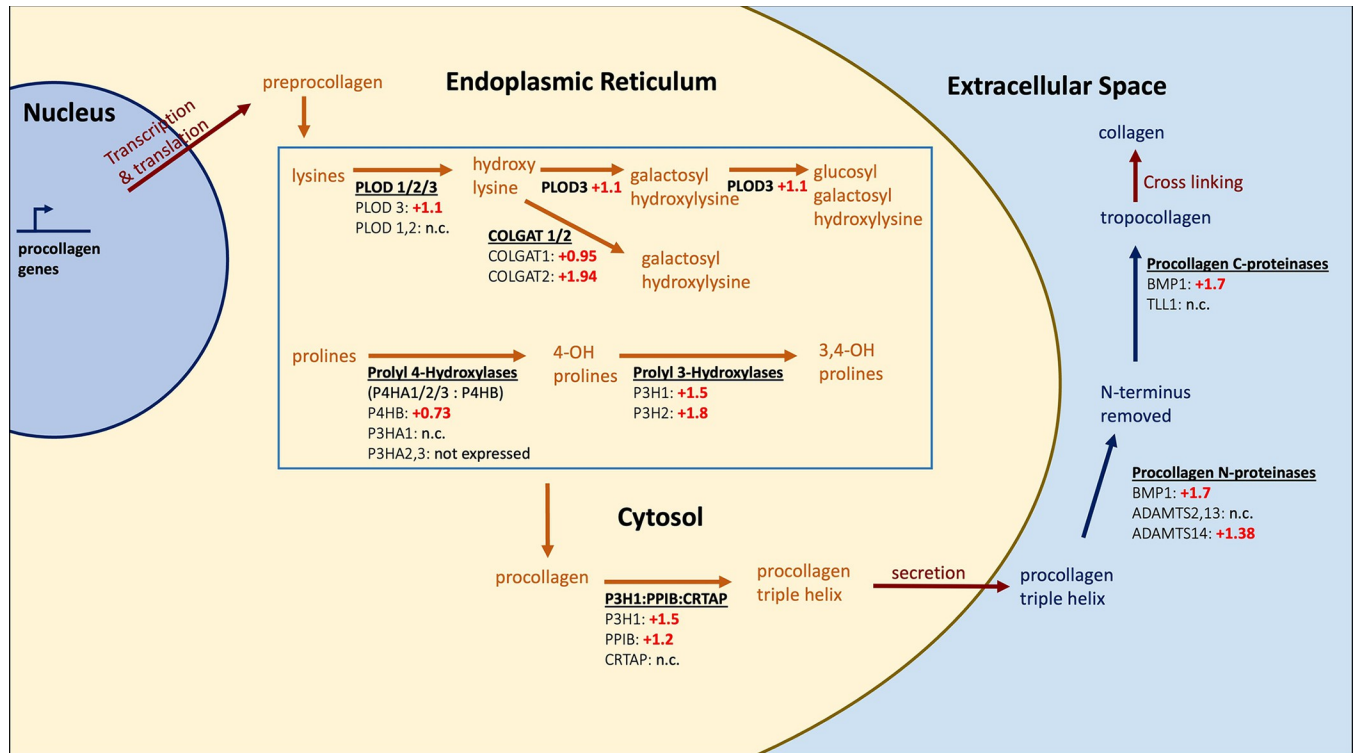 Nucleus
procollagen
genes
Transcription
& translation
preprocollagen
Endoplasmic Reticulum
lysines
PLOD 1/2/3
PLOD 3: +1.1
PLOD 1,2: n.c.
hydroxy
lysine
PLOD3 +1.1
galactosyl
hydroxylysine
PLOD3 +1.1
glucosyl
galactosyl
hydroxylysine
COLGAT 1/2
COLGAT1: +0.95
COLGAT2: +1.94
galactosyl
hydroxylysine
prolines
Prolyl 4-Hydroxylases
(P4HA1/2/3 : P4HB)
P4HB: +0.73
P3HA1: n.c.
P3HA2,3: not expressed
4-OH
prolines
Prolyl 3-Hydroxylases
P3H1: +1.5
P3H2: +1.8
3,4-OH
prolines
Cytosol
procollagen
P3H1:PPIB:CRTAP
P3H1: +1.5
PPIB: +1.2
CRTAP: n.c.
procollagen
triple helix
secretion
Extracellular Space
collagen
Cross linking
tropocollagen
Procollagen C-proteinases
BMP1: +1.7
TLL1: n.c.
N-terminus
removed
Procollagen N-proteinases
BMP1: +1.7
ADAMTS2,13: n.c.
ADAMTS14: +1.38
procollagen
triple helix